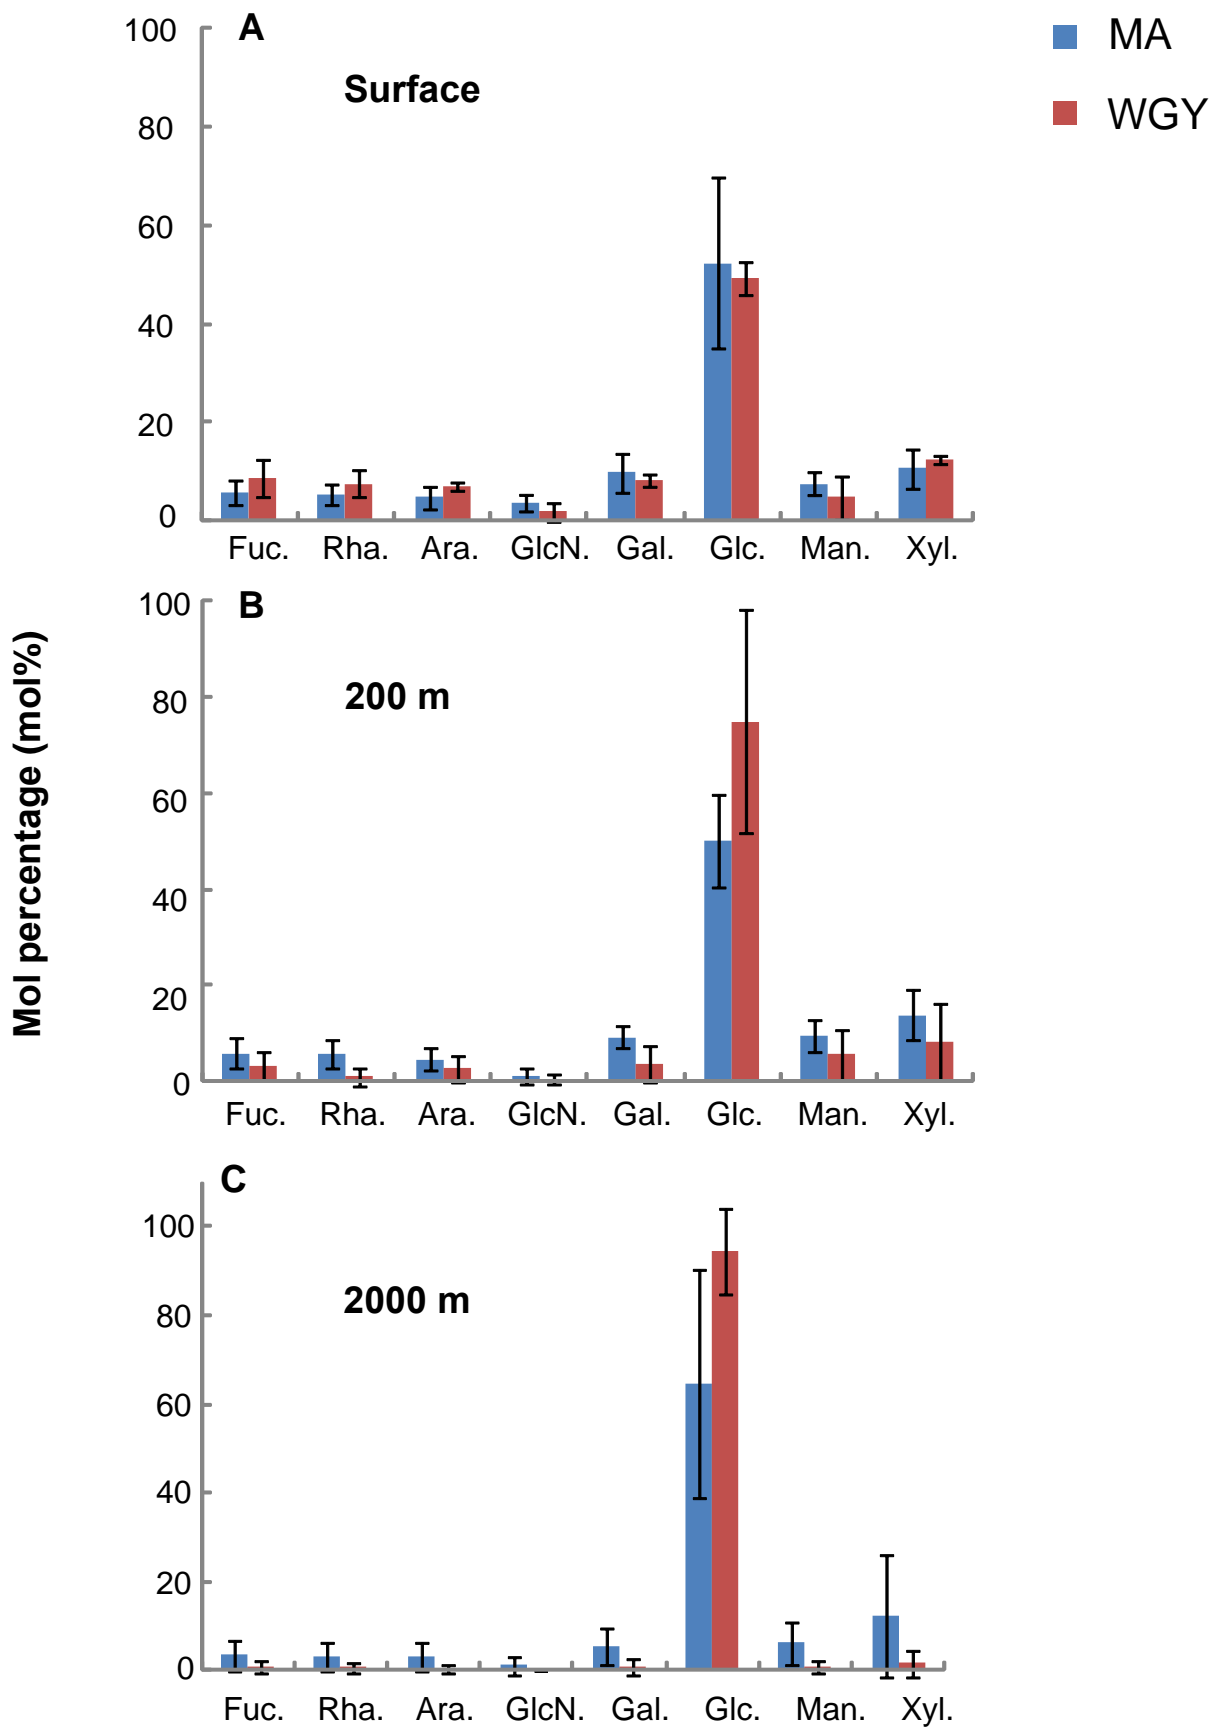 MA
WGY
Mol percentage (mol%)
A
Surface
100
80
60
40
20
0
Fuc. Rha. Ara. GlcN. Gal. Glc. Man. Xyl.
B
200 m
100
80
60
40
20
0
Fuc. Rha. Ara. GlcN. Gal. Glc. Man. Xyl.
C
2000 m
100
80
60
40
20
0
Fuc. Rha. Ara. GlcN. Gal. Glc. Man. Xyl.